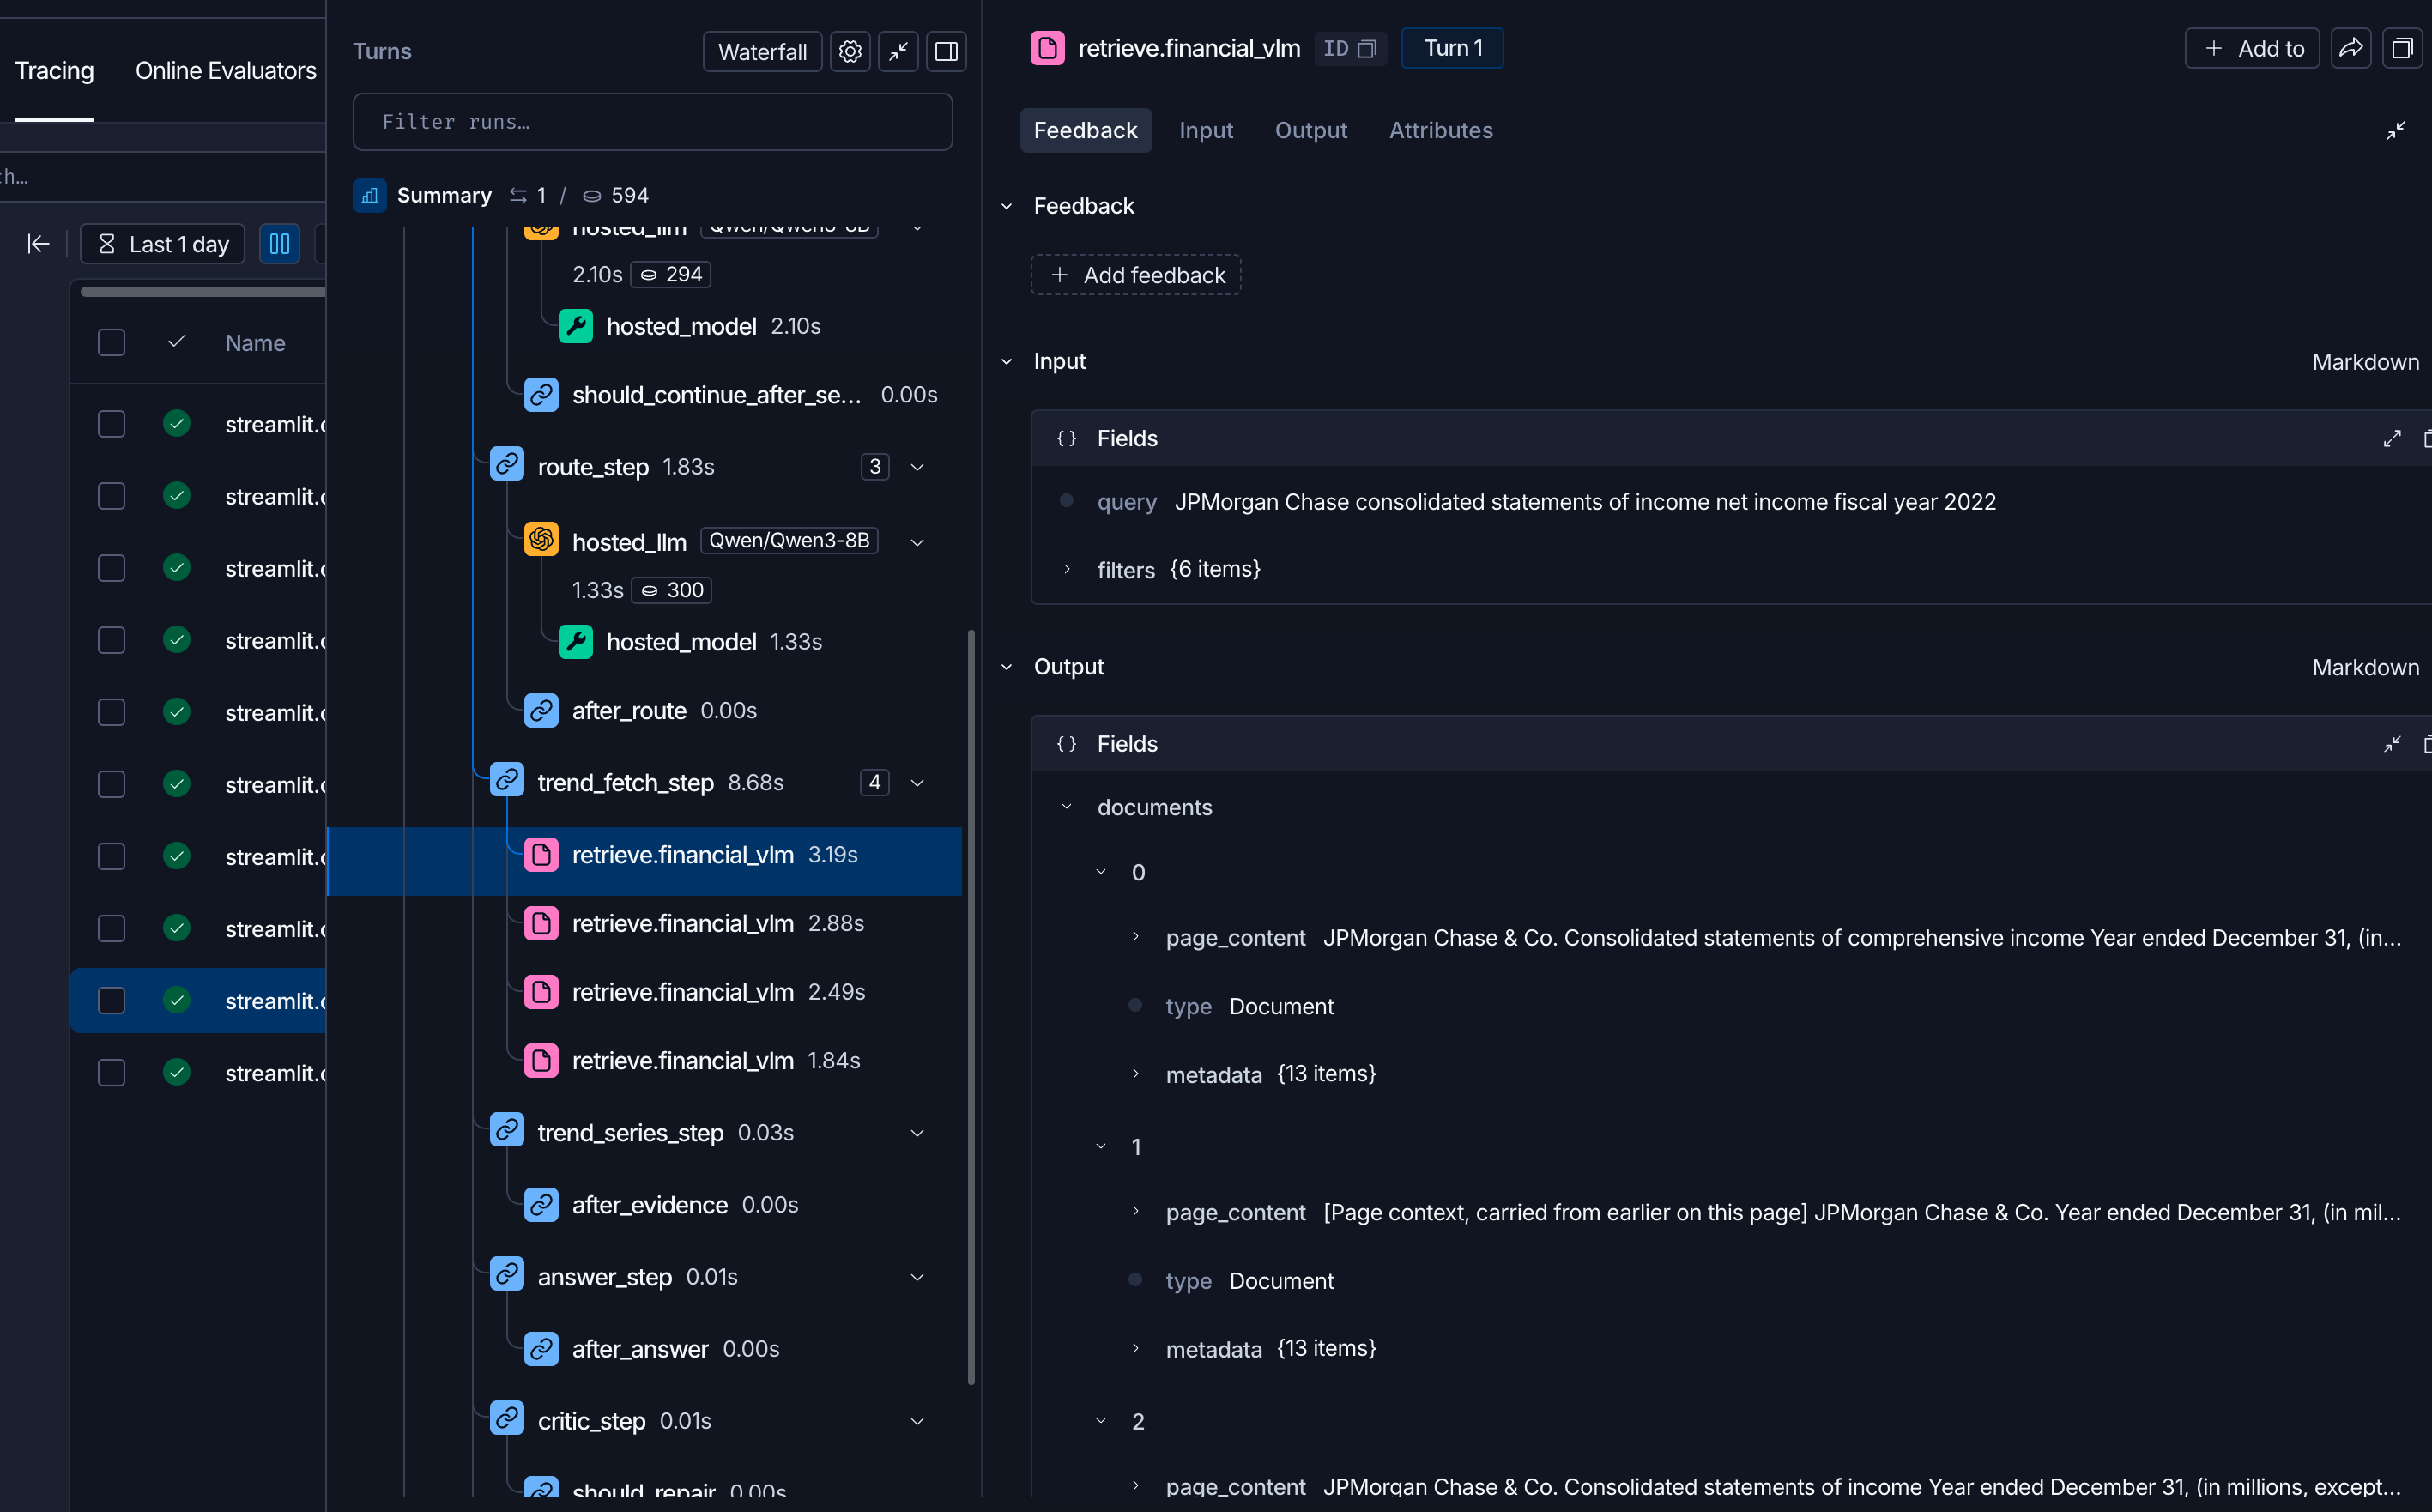 Tracing
Online Evaluators
Last 1 day
Name
streamlit.
streamlit.
streamlit.
streamlit.
streamlit.
streamlit.
streamlit.
streamlit.
streamlit.
streamlit.
Turns
Waterfall
Filter runs…
Summary 1 / 594
hosted_llm Qwen/Qwen3-8B
2.10s 294
hosted_model 2.10s
should_continue_after_se… 0.00s
route_step 1.83s 3
hosted_llm Qwen/Qwen3-8B
1.33s 300
hosted_model 1.33s
after_route 0.00s
trend_fetch_step 8.68s 4
retrieve.financial_vlm 3.19s
retrieve.financial_vlm 2.88s
retrieve.financial_vlm 2.49s
retrieve.financial_vlm 1.84s
trend_series_step 0.03s
after_evidence 0.00s
answer_step 0.01s
after_answer 0.00s
critic_step 0.01s
should_repair 0.00s
retrieve.financial_vlm ID Turn 1
+ Add to
Feedback Input Output Attributes
Feedback
+ Add feedback
Input Markdown
{} Fields
query JPMorgan Chase consolidated statements of income net income fiscal year 2022
filters {6 items}
Output Markdown
{} Fields
documents
0
page_content JPMorgan Chase & Co. Consolidated statements of comprehensive income Year ended December 31, (in…
type Document
metadata {13 items}
1
page_content [Page context, carried from earlier on this page] JPMorgan Chase & Co. Year ended December 31, (in mil…
type Document
metadata {13 items}
2
page_content JPMorgan Chase & Co. Consolidated statements of income Year ended December 31, (in millions, except…